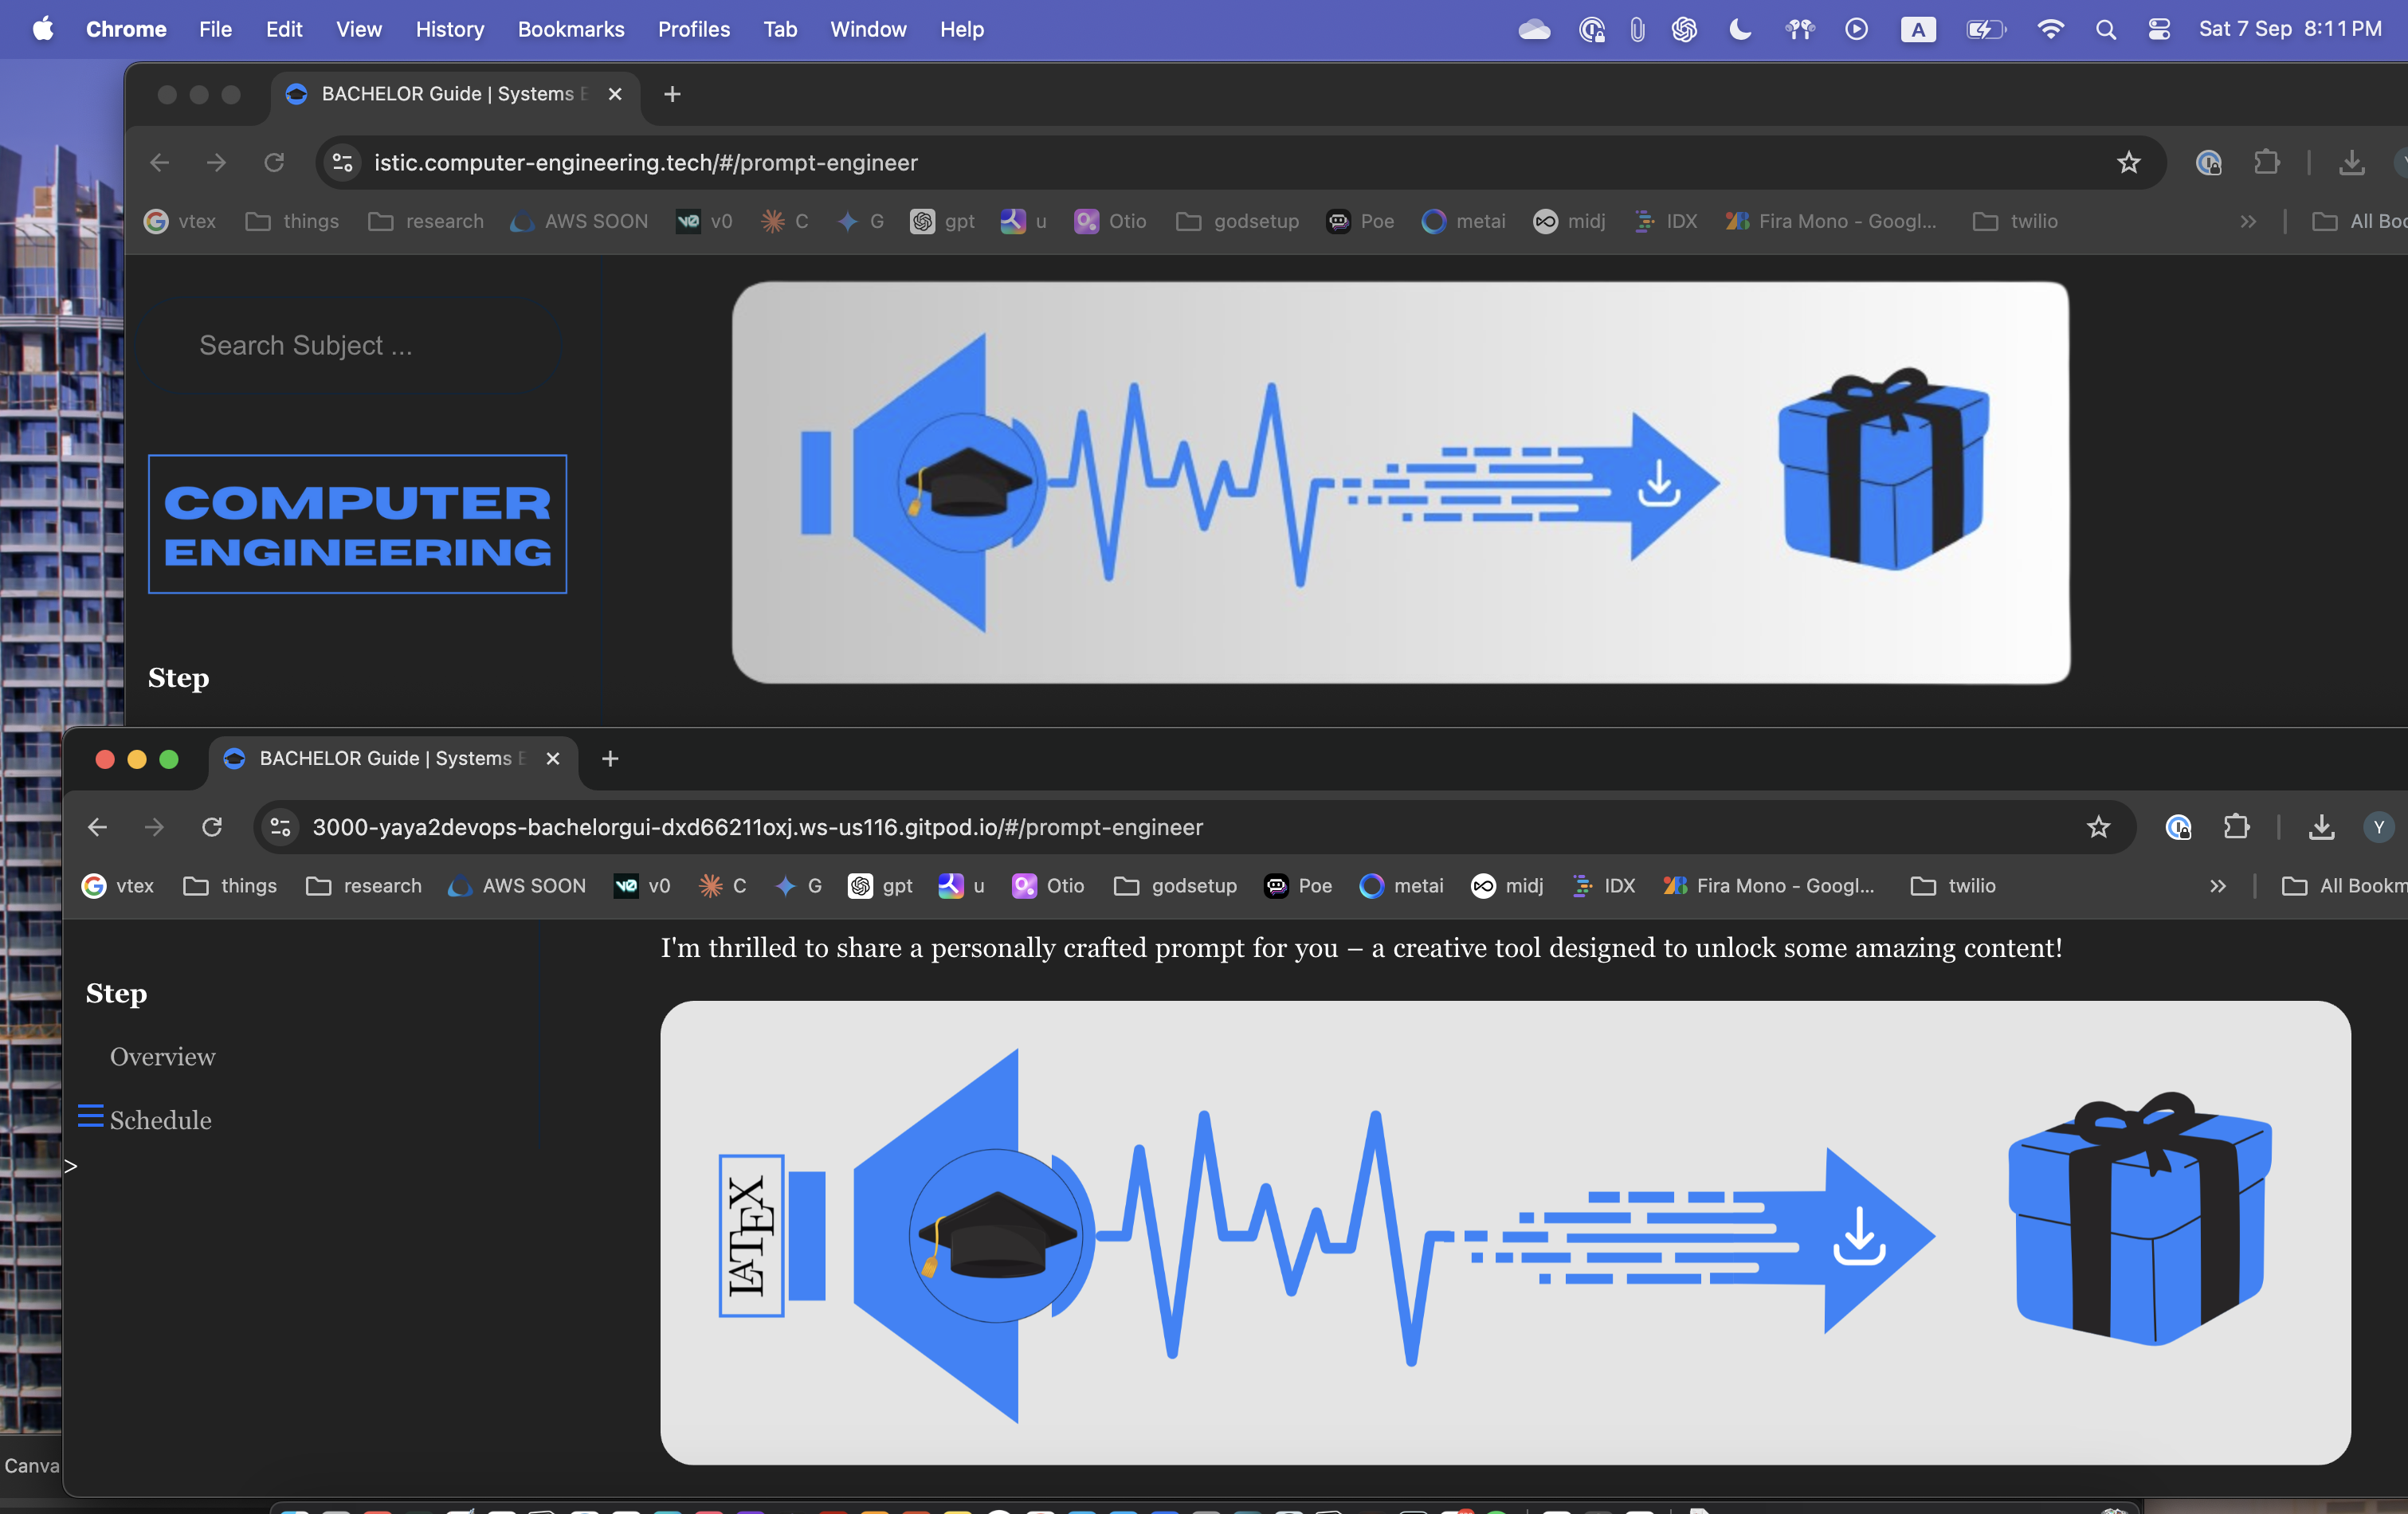 Chrome File Edit View History Bookmarks Profiles Tab Window Help A Sat 7 Sep 8:11 PM
BACHELOR Guide | Systems E
istic.computer-engineering.tech/#/prompt-engineer
vtex things research AWS SOON v0 v0 C G gpt u Otio godsetup Poe metai midj IDX Fira Mono - Googl... twilio » All Boo
Search Subject ...
COMPUTER
ENGINEERING
Step
BACHELOR Guide | Systems E
3000-yaya2devops-bachelorgui-dxd66211oxj.ws-us116.gitpod.io/#/prompt-engineer Y
vtex things research AWS SOON v0 v0 C G gpt u Otio godsetup Poe metai midj IDX Fira Mono - Googl... twilio » All Bookm
I'm thrilled to share a personally crafted prompt for you – a creative tool designed to unlock some amazing content!
Step
Overview
Schedule
>
LATEX
Canva